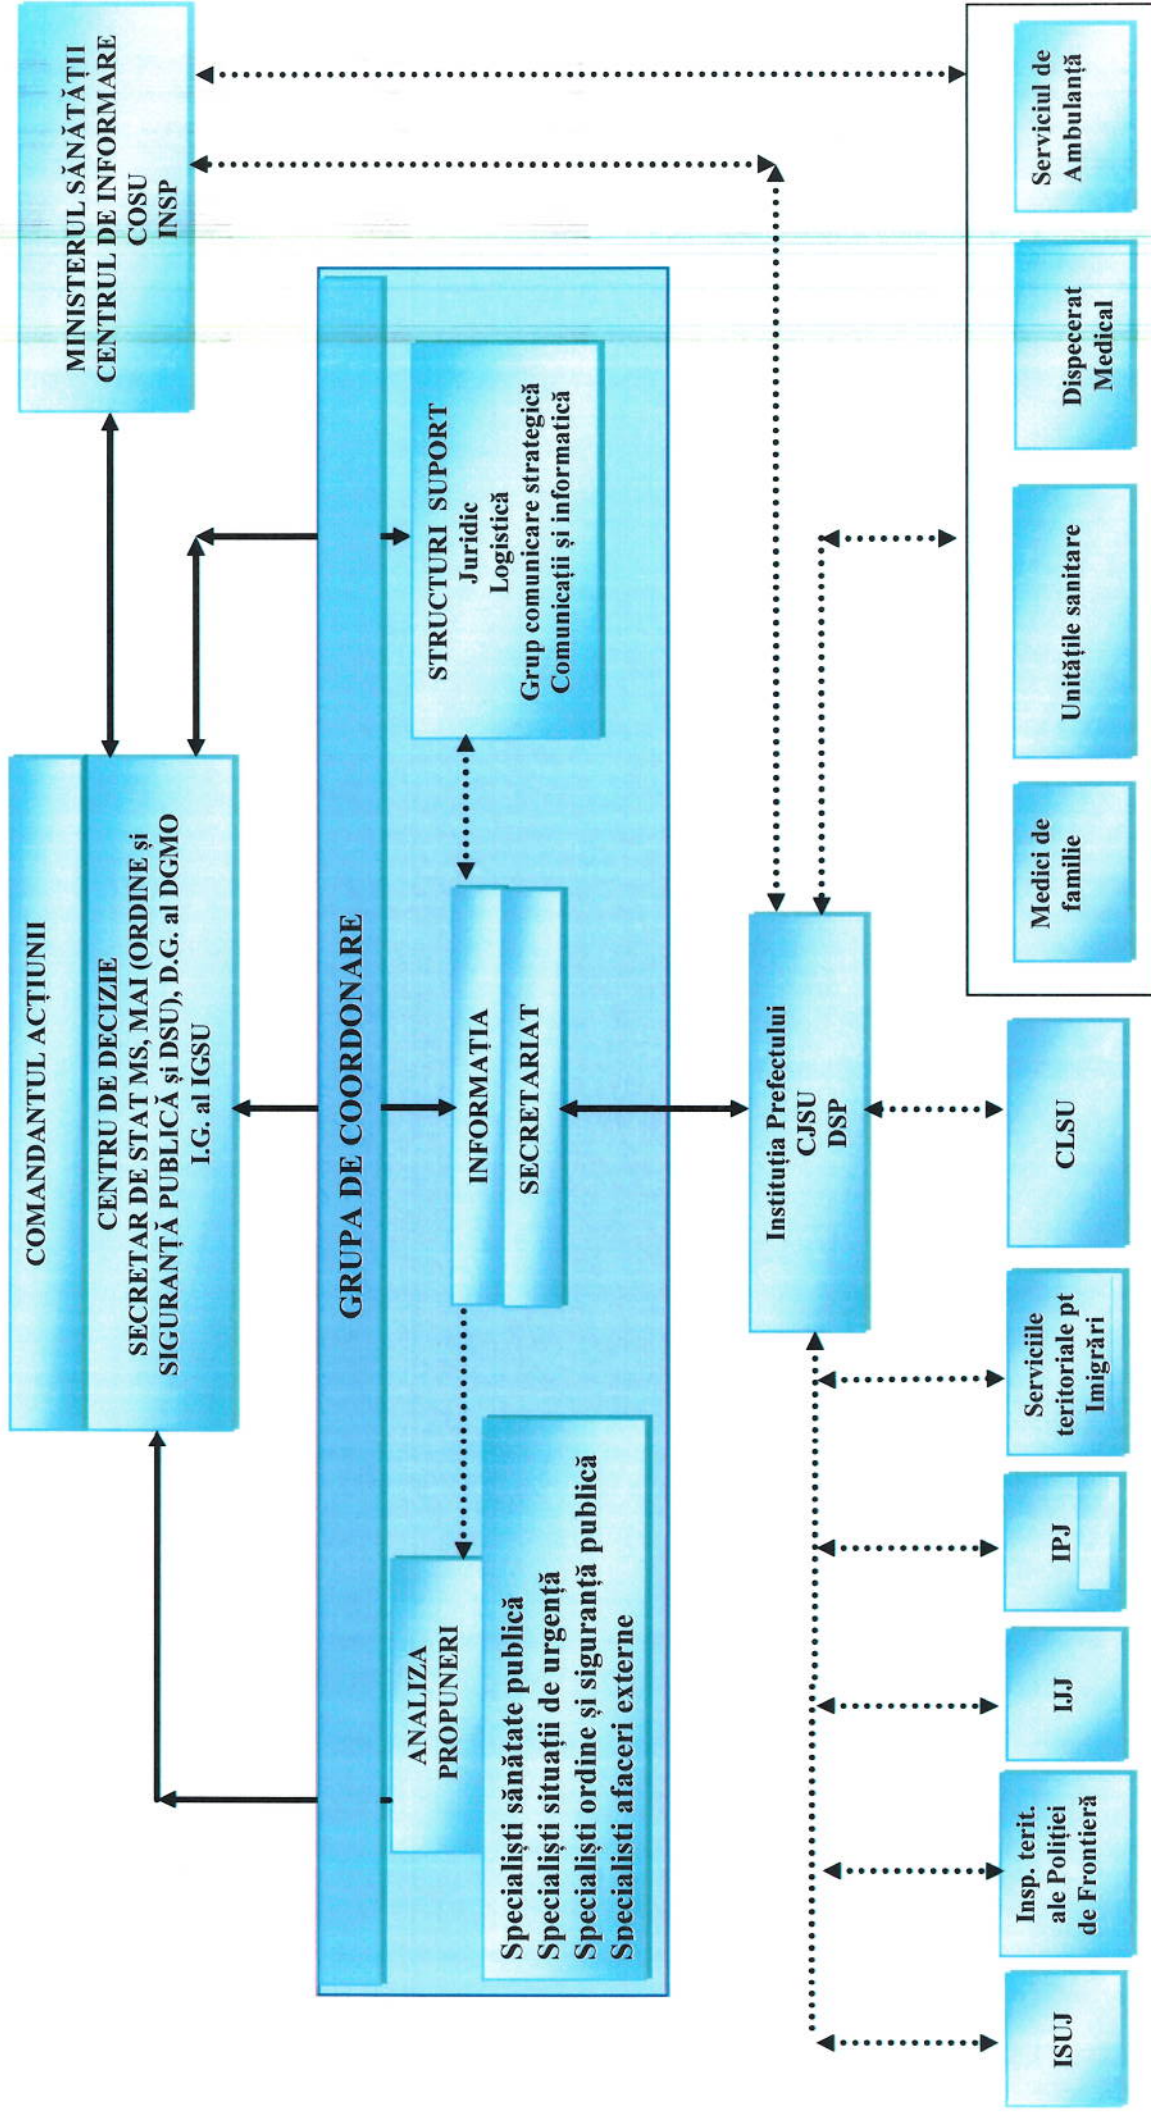 COMANDANTUL ACȚIUNII
CENTRU DE DECIZIE
SECRETAR DE STAT MS, MAI (ORDINE și
SIGURANȚĂ PUBLICĂ și DSU), D.G. al DGMO
I.G. al IGSU
MINISTERUL SĂNĂTĂȚII
CENTRUL DE INFORMARE
COSU
INSP
GRUPA DE COORDONARE
ANALIZA
PROPUNERI
Specialiști sănătate publică
Specialiști situații de urgență
Specialiști ordine și siguranță publică
Specialisti afaceri externe
INFORMAȚIA
SECRETARIAT
STRUCTURI SUPORT
Juridic
Logistică
Grup comunicare strategică
Comunicații și informatică
Instituția Prefectului
CJSU
DSP
ISUJ
Insp. terit.
ale Poliției
de Frontieră
IJJ
IPJ
Serviciile
teritoriale pt
Imigrări
CLSU
Medici de
familie
Unitățile sanitare
Dispecerat
Medical
Serviciul de
Ambulanță